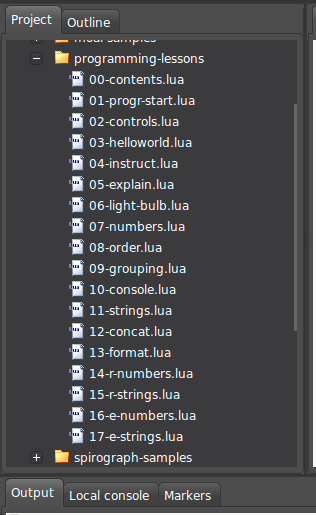 Project Outline
programming-lessons
00-contents.lua
01-progr-start.lua
02-controls.lua
03-helloworld.lua
04-instruct.lua
05-explain.lua
06-light-bulb.lua
07-numbers.lua
08-order.lua
09-grouping.lua
10-console.lua
11-strings.lua
12-concat.lua
13-format.lua
14-r-numbers.lua
15-r-strings.lua
16-e-numbers.lua
17-e-strings.lua
spirograph-samples
Output Local console Markers